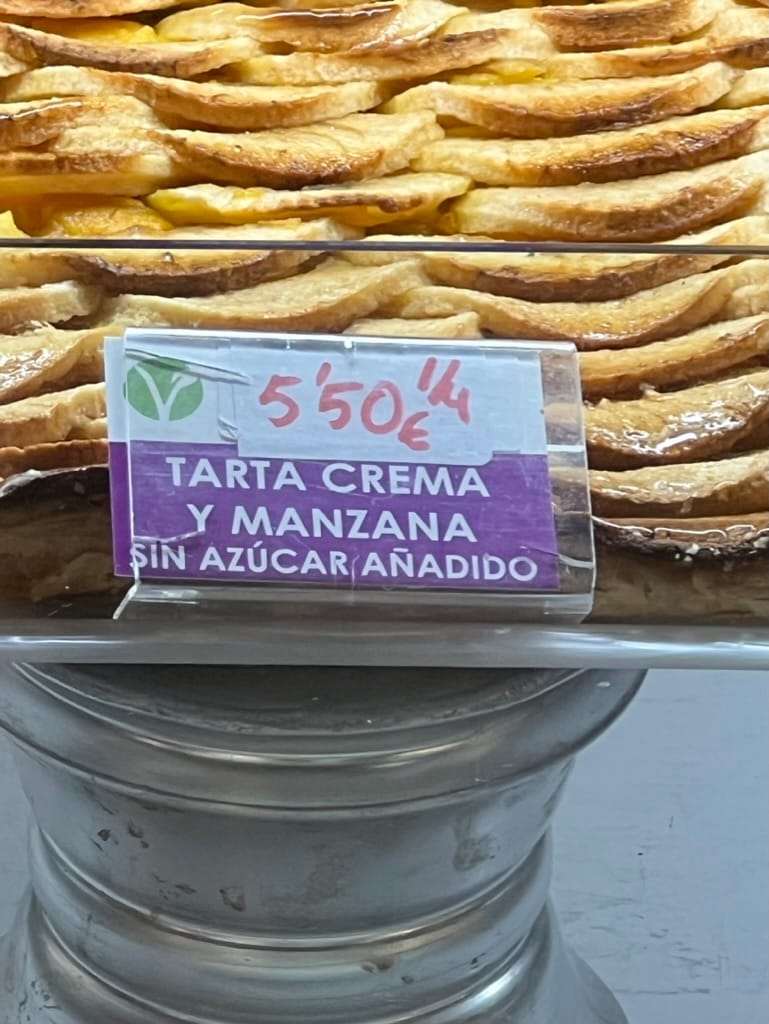 5'50€ 1/4
TARTA CREMA
Y MANZANA
SIN AZÚCAR AÑADIDO